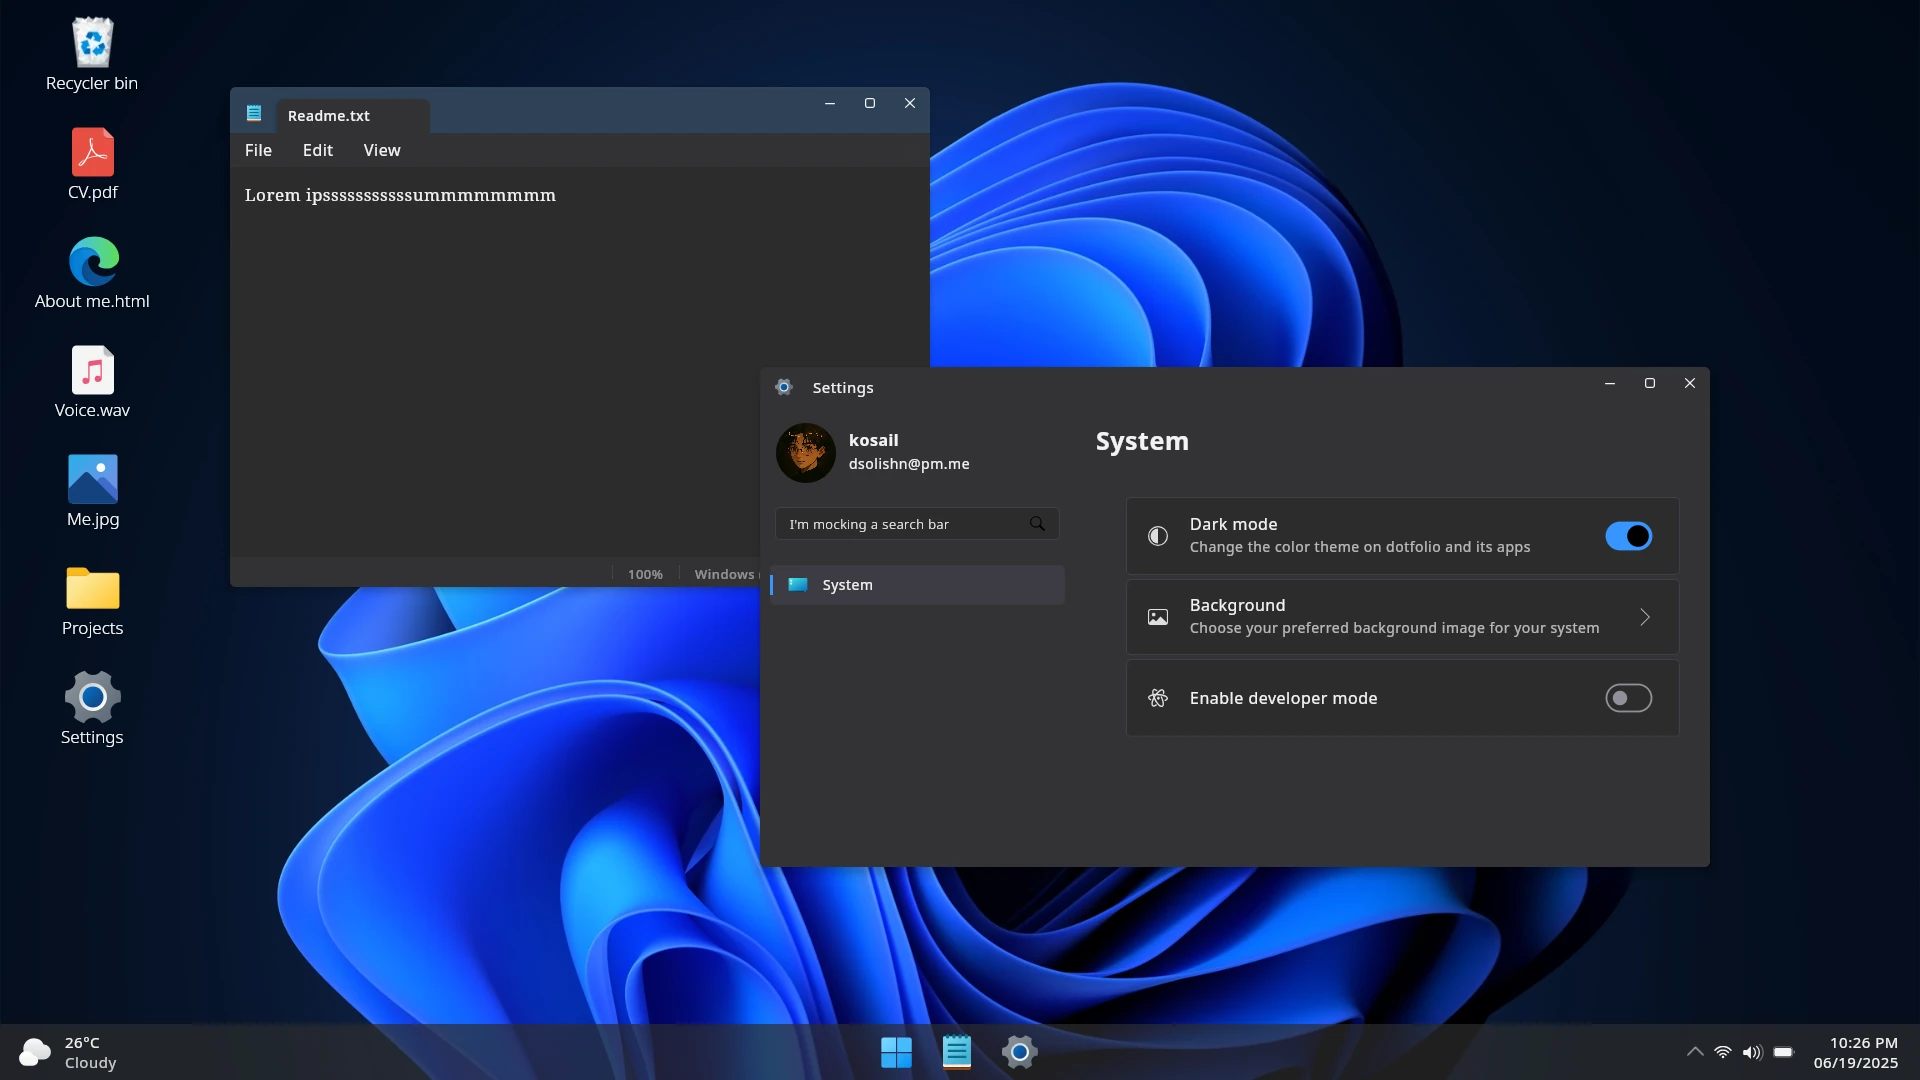 Recycler bin
CV.pdf
About me.html
Voice.wav
Me.jpg
Projects
Settings
Readme.txt
File Edit View
Lorem ipsssssssssssummmmmmmm
100% Windows
Settings
kosail
dsolishn@pm.me
I'm mocking a search bar
System
System
Dark mode
Change the color theme on dotfolio and its apps
Background
Choose your preferred background image for your system
Enable developer mode
26°C
Cloudy
10:26 PM
06/19/2025